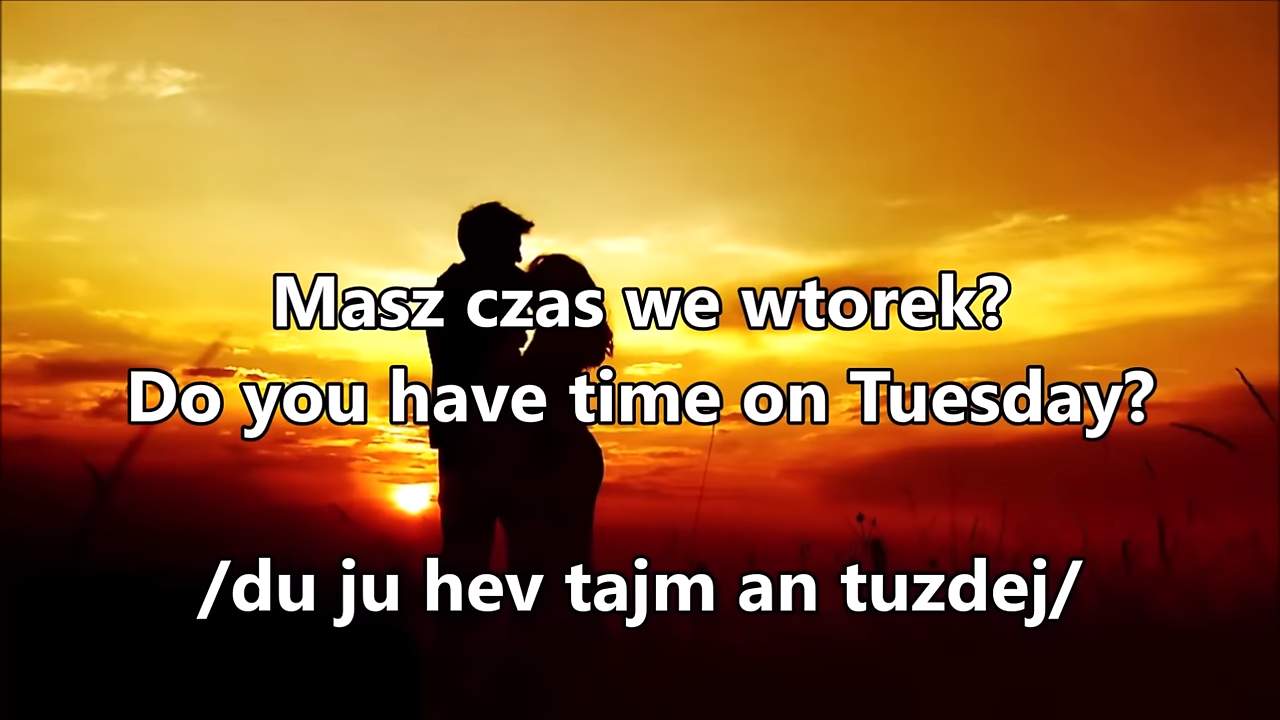 Masz czas we wtorek?
Do you have time on Tuesday?
/du ju hev tajm an tuzdej/